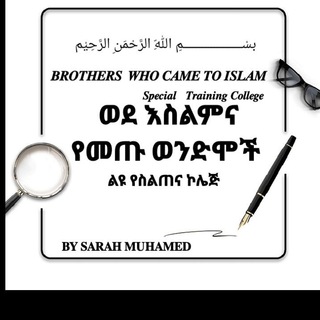 بِسْمِ اللَّهِ الرَّحْمَنِ الرَّحِيْمِ
BROTHERS WHO CAME TO ISLAM
Special Training College
ወደ እስልምና
የመጡ ወንድሞች
ልዩ የስልጠና ኮሌጅ
BY SARAH MUHAMED